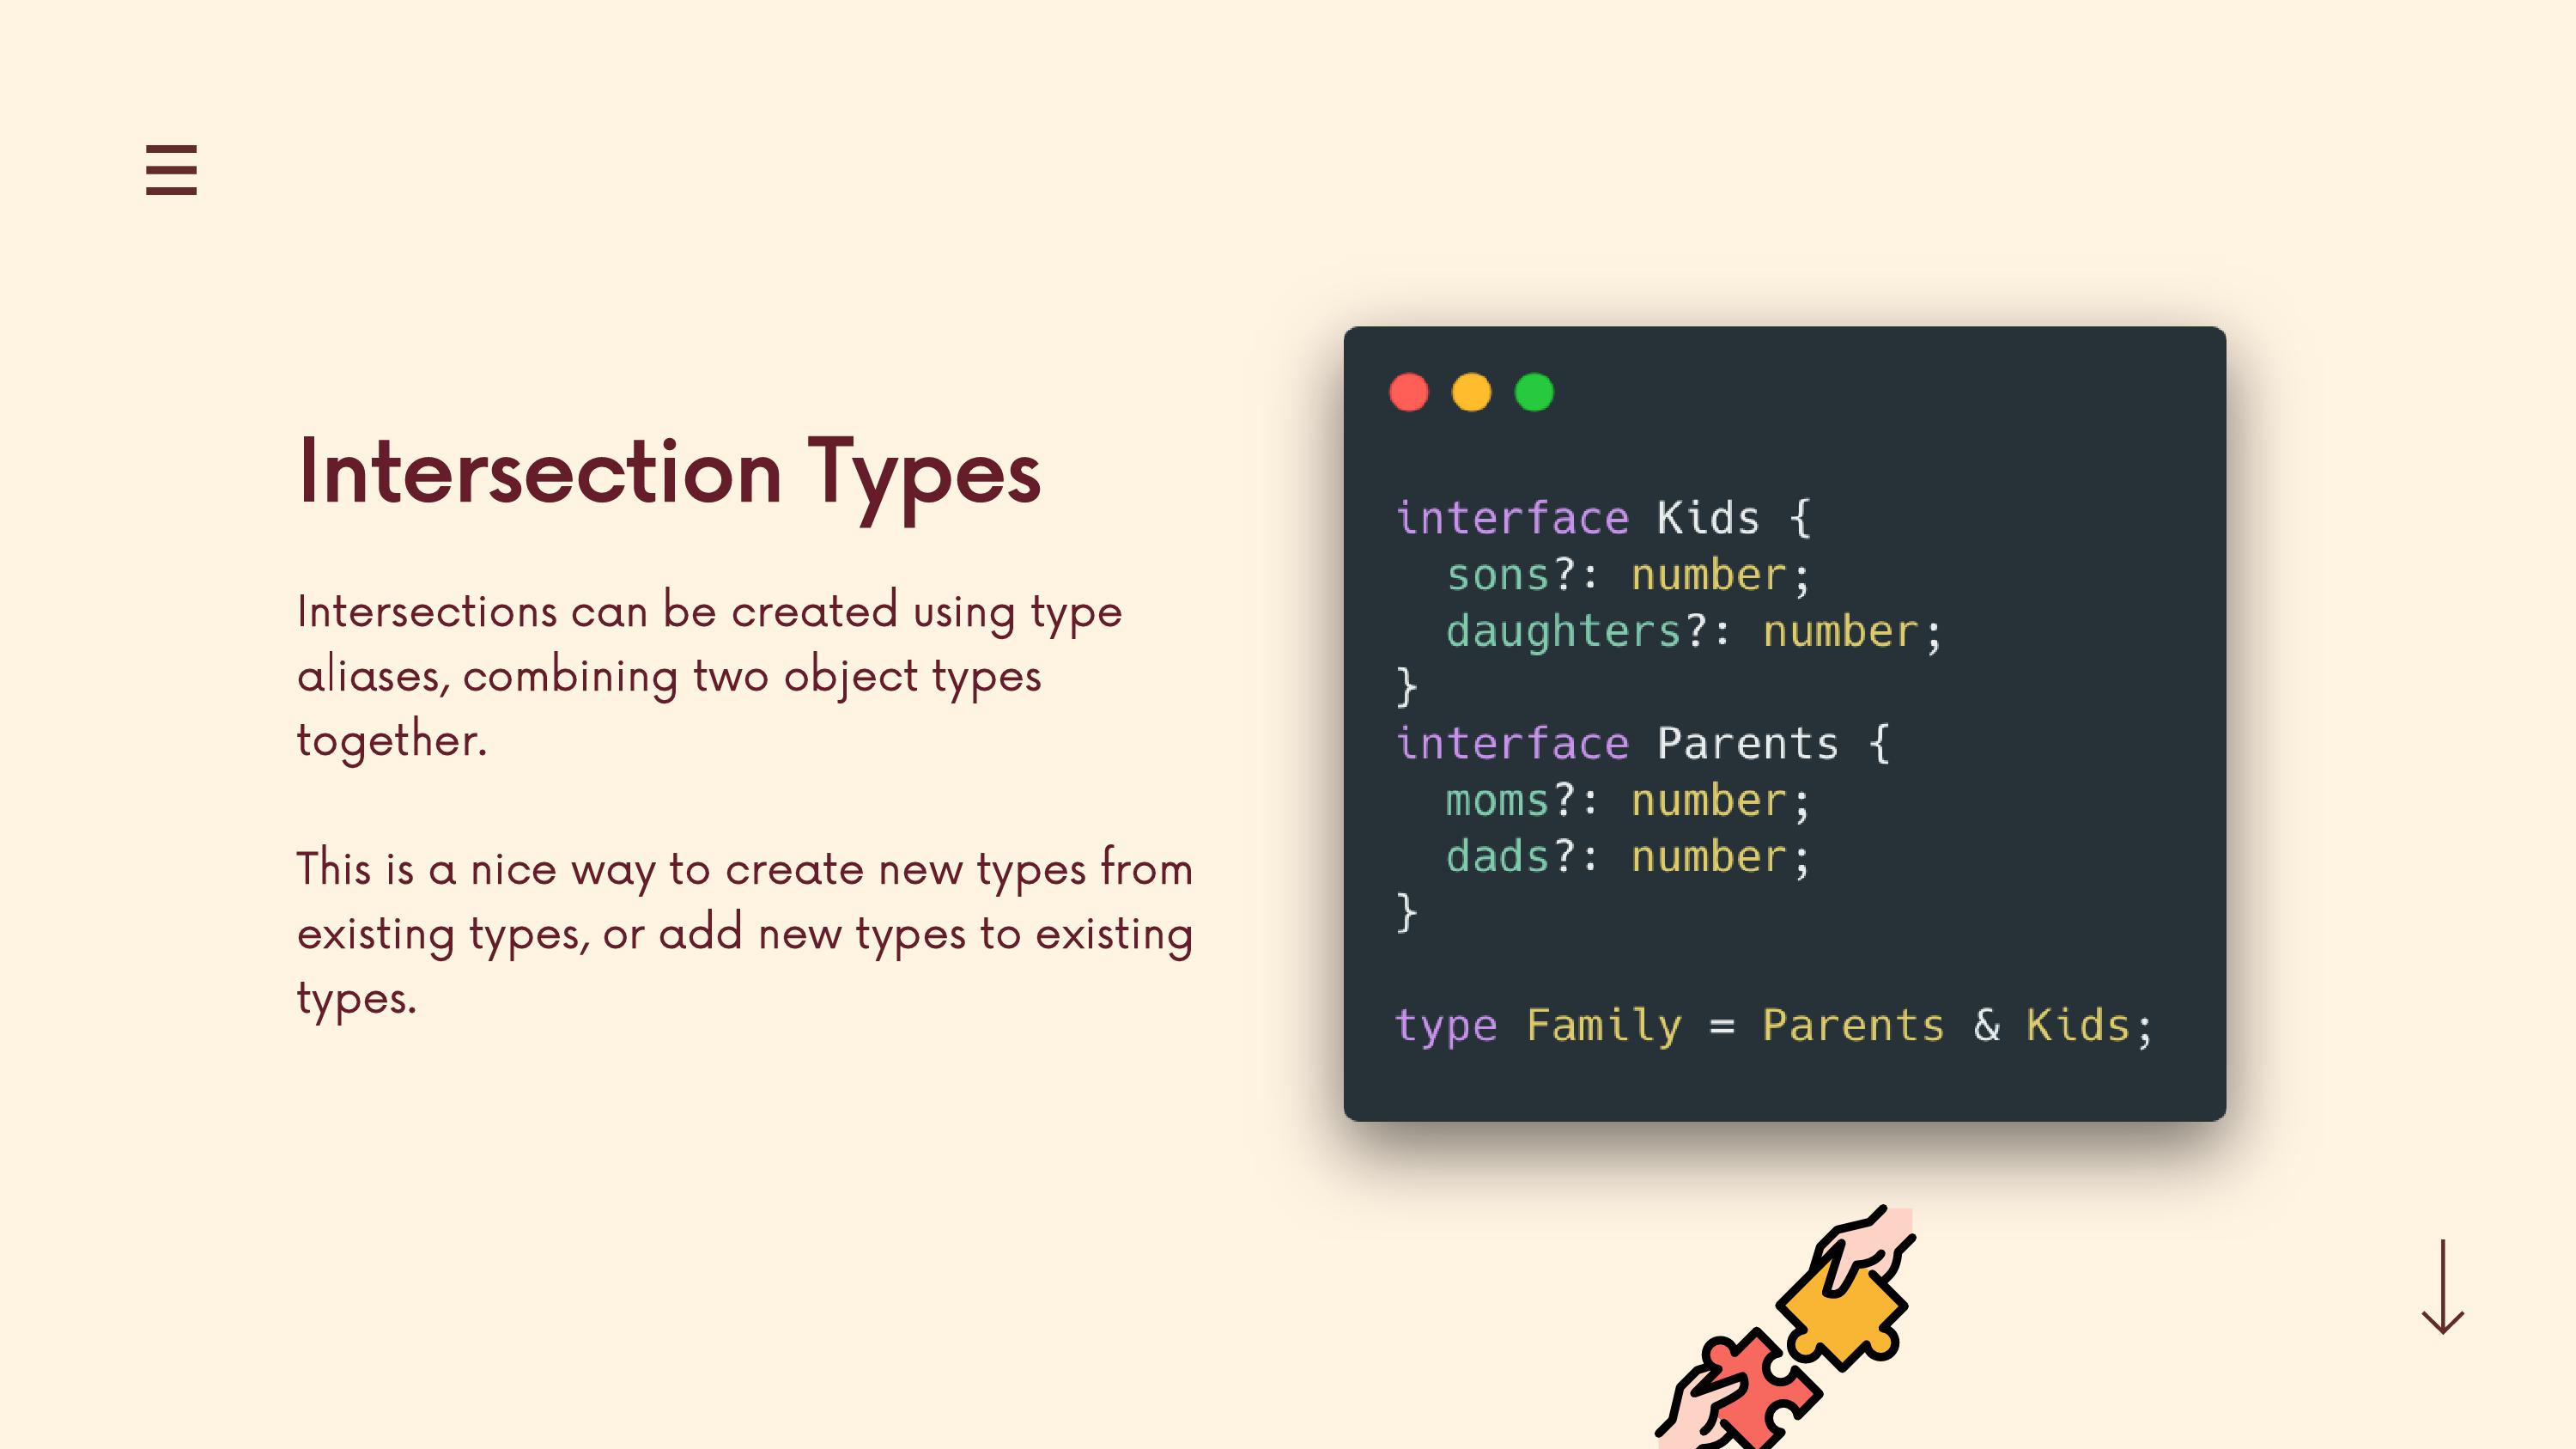 Intersection Types
Intersections can be created using type
aliases, combining two object types
together.
This is a nice way to create new types from
existing types, or add new types to existing
types.
interface Kids {
  sons?: number;
  daughters?: number;
}
interface Parents {
  moms?: number;
  dads?: number;
}
type Family = Parents & Kids;